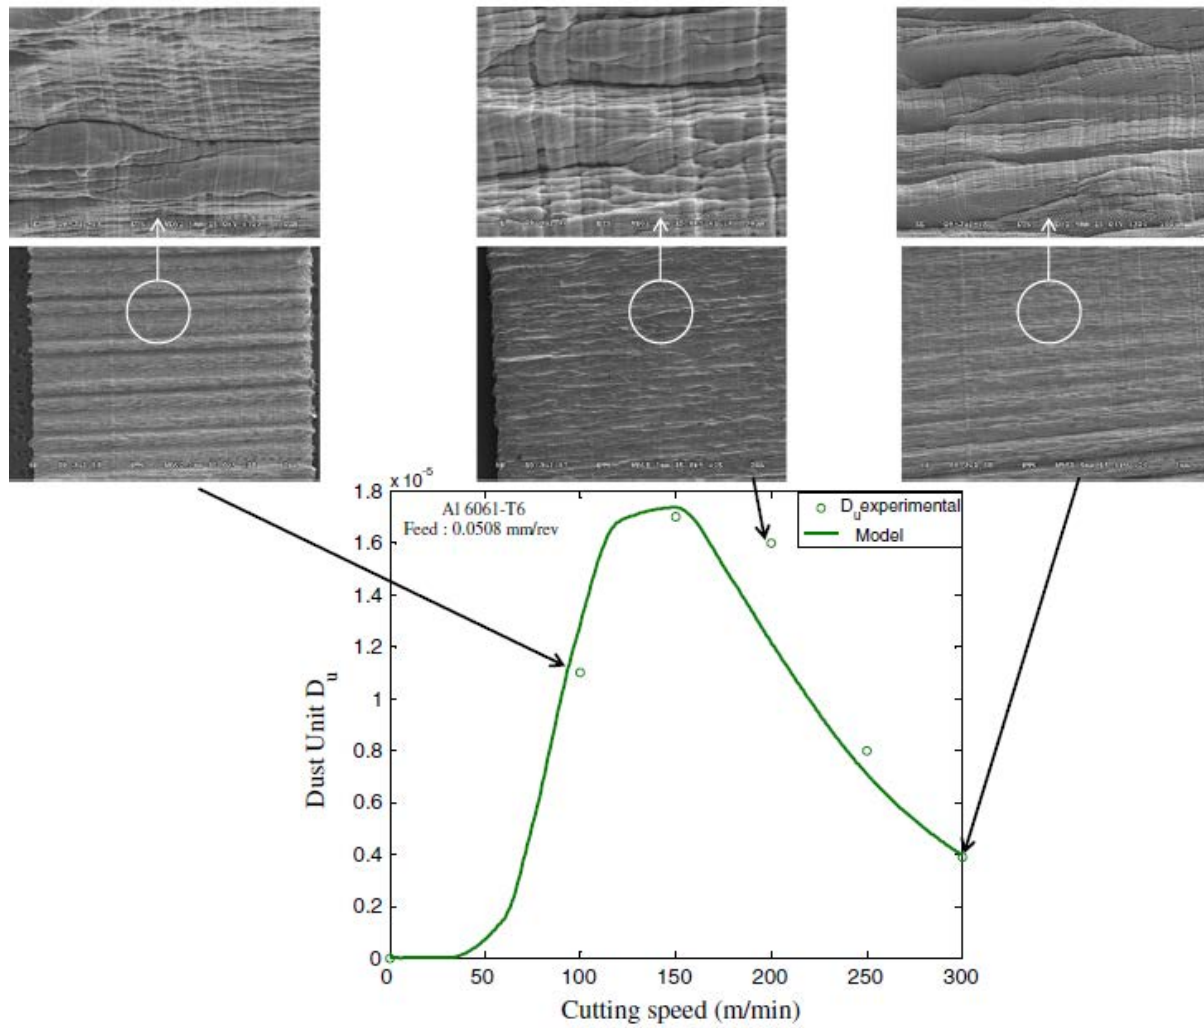 x 10⁻⁵
1.8
1.6
1.4
1.2
1
0.8
0.6
0.4
0.2
0
Dust Unit D_u
Al 6061-T6
Feed : 0.0508 mm/rev
D_u experimental
Model
0 50 100 150 200 250 300
Cutting speed (m/min)